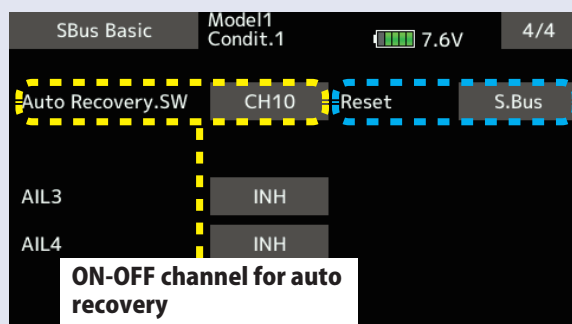 SBus Basic Model1 4/4
Condit.1 7.6V
Auto Recovery.SW CH10 Reset S.Bus
AIL3 INH
AIL4 INH
ON-OFF channel for auto
recovery